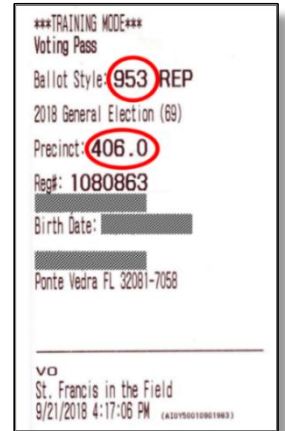 ***TRAINING MODE***
Voting Pass
Ballot Style: 953 REP
2018 General Election (69)
Precinct: 406.0
Reg#: 1080863
Birth Date:
Ponte Vedra FL 32081-7058
VO
St. Francis in the Field
9/21/2018 4:17:06 PM (AIOY50010801983)